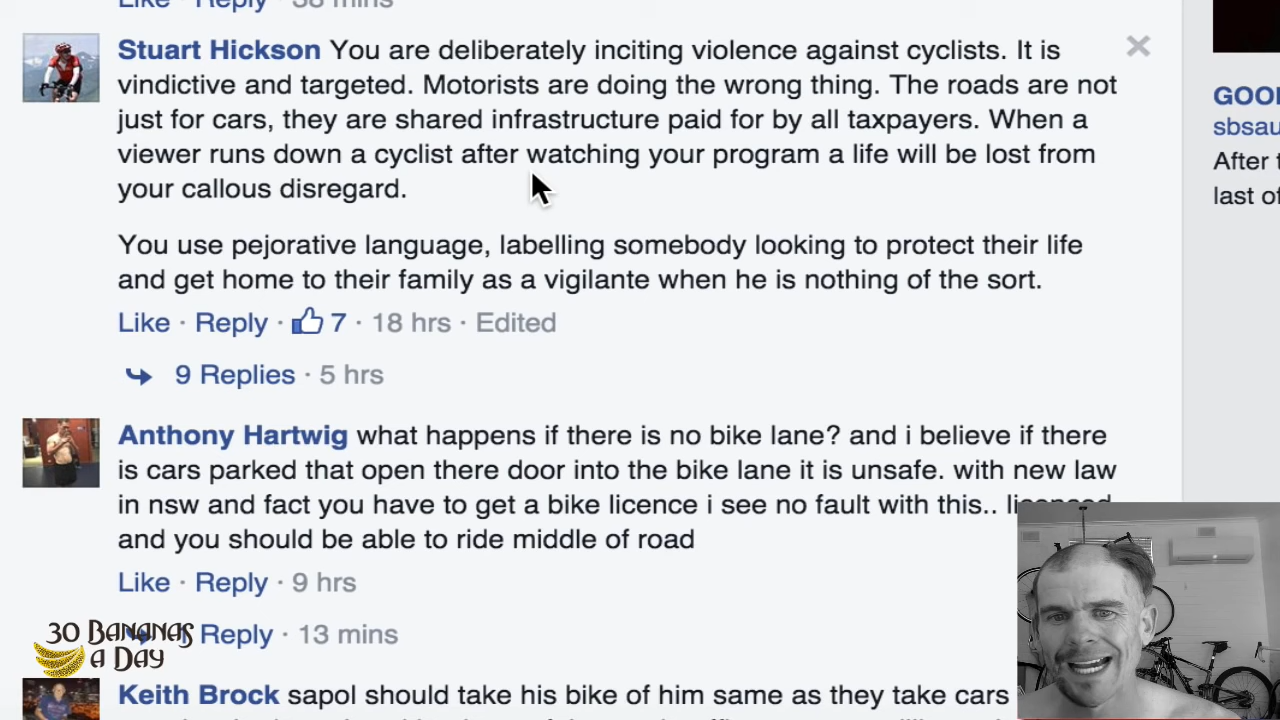 Like · Reply · 38 mins
Stuart Hickson You are deliberately inciting violence against cyclists. It is
vindictive and targeted. Motorists are doing the wrong thing. The roads are not
just for cars, they are shared infrastructure paid for by all taxpayers. When a
viewer runs down a cyclist after watching your program a life will be lost from
your callous disregard.
You use pejorative language, labelling somebody looking to protect their life
and get home to their family as a vigilante when he is nothing of the sort.
Like · Reply · 7 · 18 hrs · Edited
9 Replies · 5 hrs
Anthony Hartwig what happens if there is no bike lane? and i believe if there
is cars parked that open there door into the bike lane it is unsafe. with new law
in nsw and fact you have to get a bike licence i see no fault with this.. licensed
and you should be able to ride middle of road
Like · Reply · 9 hrs
1 Reply · 13 mins
Keith Brock sapol should take his bike of him same as they take cars
30 Bananas
a Day
GOO
sbsau
After
last of